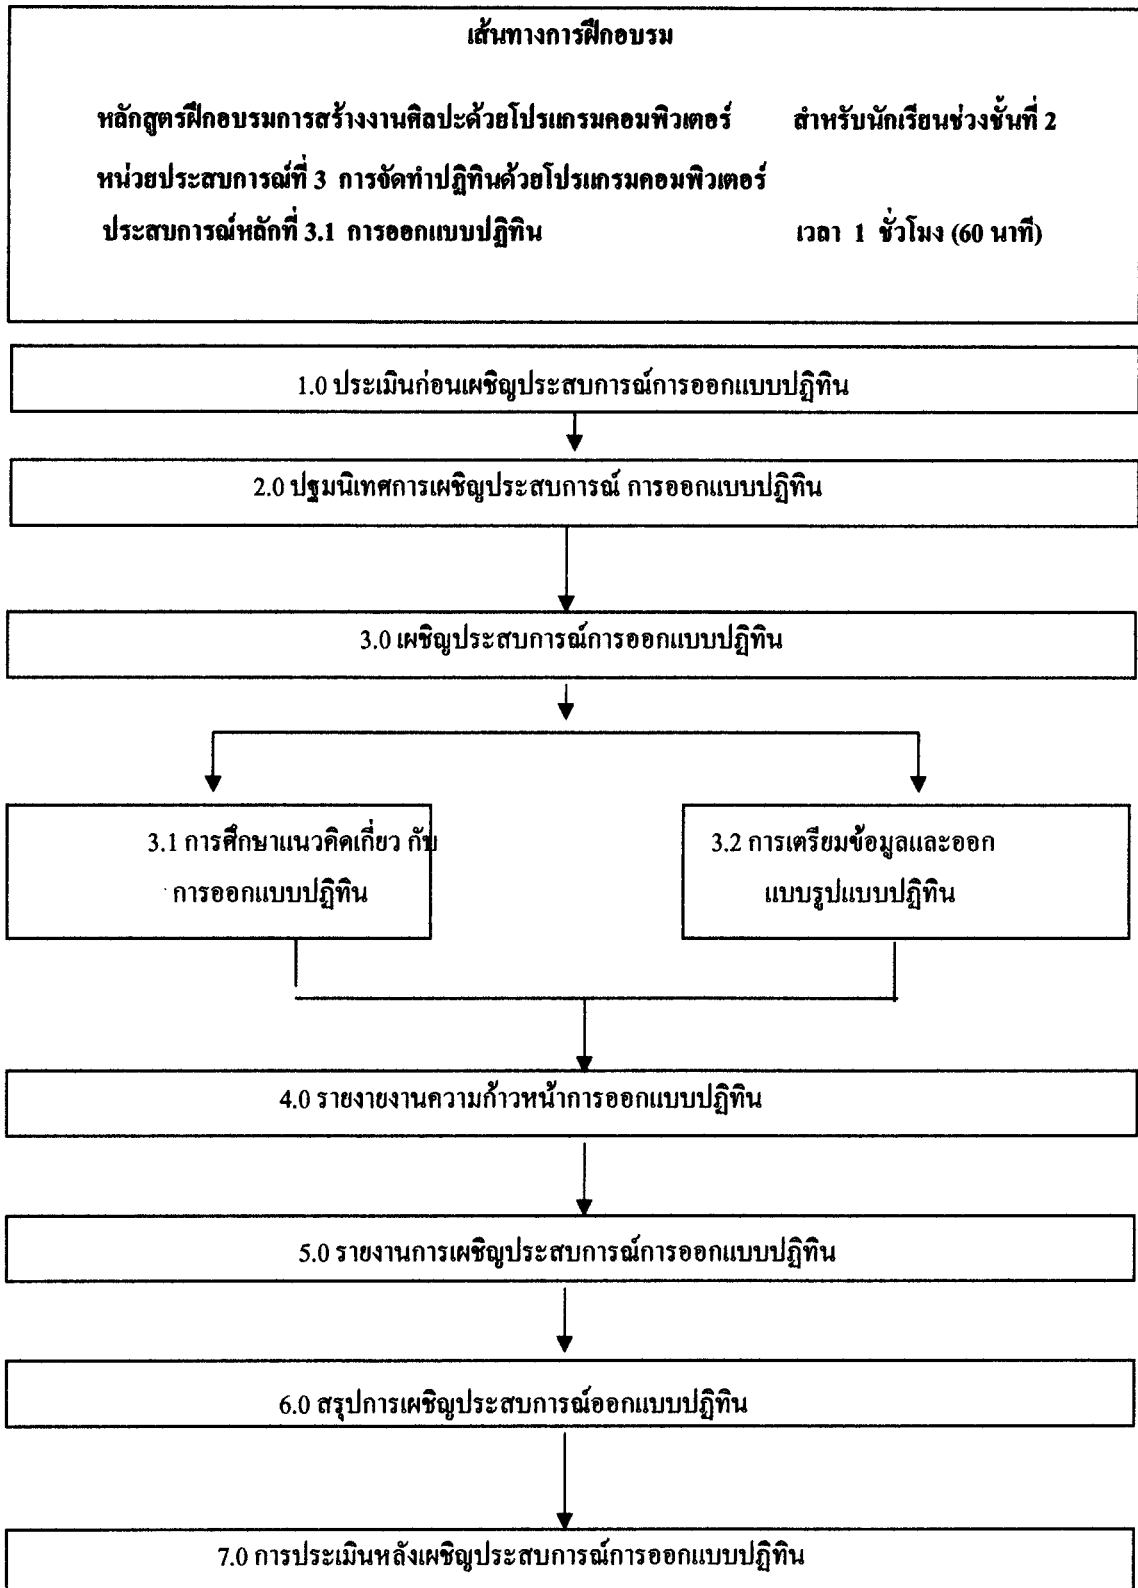 เส้นทางการฝึกอบรม
หลักสูตรฝึกอบรมการสร้างงานศิลปะด้วยโปรแกรมคอมพิวเตอร์ สำหรับนักเรียนช่วงชั้นที่ 2
หน่วยประสบการณ์ที่ 3 การจัดทำปฏิทินด้วยโปรแกรมคอมพิวเตอร์
ประสบการณ์หลักที่ 3.1 การออกแบบปฏิทิน เวลา 1 ชั่วโมง (60 นาที)
1.0 ประเมินก่อนเผชิญประสบการณ์การออกแบบปฏิทิน
2.0 ปฐมนิเทศการเผชิญประสบการณ์ การออกแบบปฏิทิน
3.0 เผชิญประสบการณ์การออกแบบปฏิทิน
3.1 การศึกษาแนวคิดเกี่ยว กับ
การออกแบบปฏิทิน
3.2 การเตรียมข้อมูลและออก
แบบรูปแบบปฏิทิน
4.0 รายงายงานความก้าวหน้าการออกแบบปฏิทิน
5.0 รายงานการเผชิญประสบการณ์การออกแบบปฏิทิน
6.0 สรุปการเผชิญประสบการณ์ออกแบบปฏิทิน
7.0 การประเมินหลังเผชิญประสบการณ์การออกแบบปฏิทิน